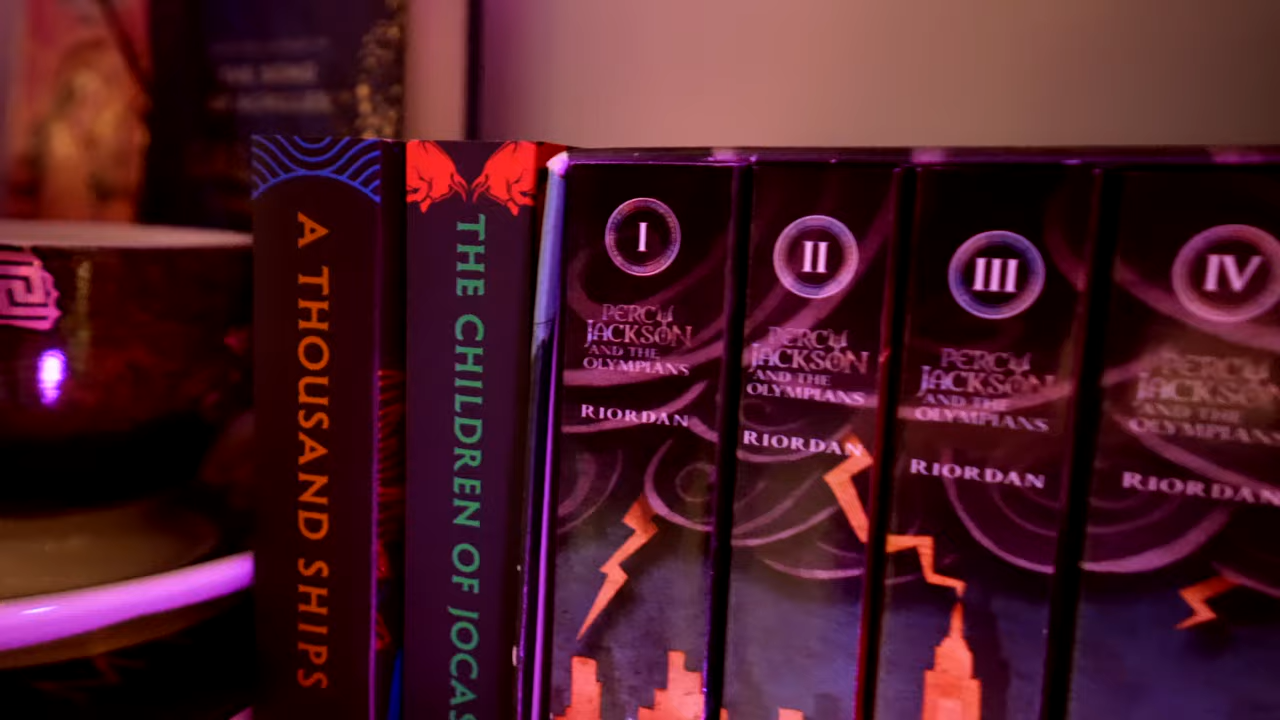 A THOUSAND SHIPS
THE CHILDREN OF JOCAS
I
PERCY
JACKSON
AND THE
OLYMPIANS
RIORDAN
II
PERCY
JACKSON
AND THE
OLYMPIANS
RIORDAN
III
PERCY
JACKSON
AND THE
OLYMPIANS
RIORDAN
IV
PERCY
JACKSON
AND THE
OLYMPIANS
RIORDAN